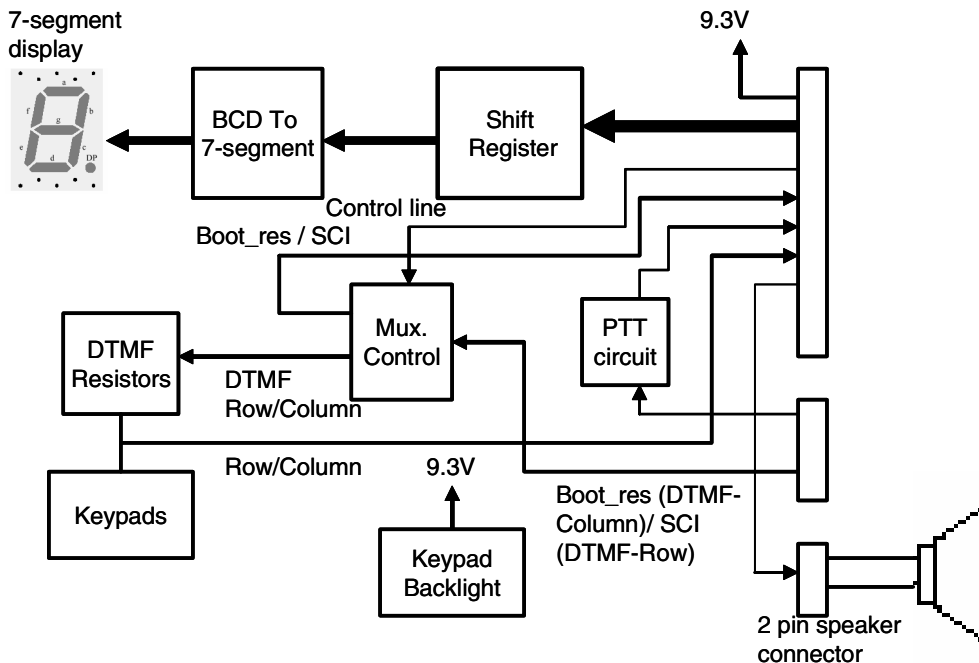 7-segment
display
9.3V
a
f
b
g
e
c
d
DP
BCD To
7-segment
Shift
Register
Control line
Boot_res / SCI
Mux.
Control
PTT
circuit
DTMF
Resistors
DTMF
Row/Column
Row/Column
9.3V
Keypads
Keypad
Backlight
Boot_res (DTMF-
Column)/ SCI
(DTMF-Row)
2 pin speaker
connector